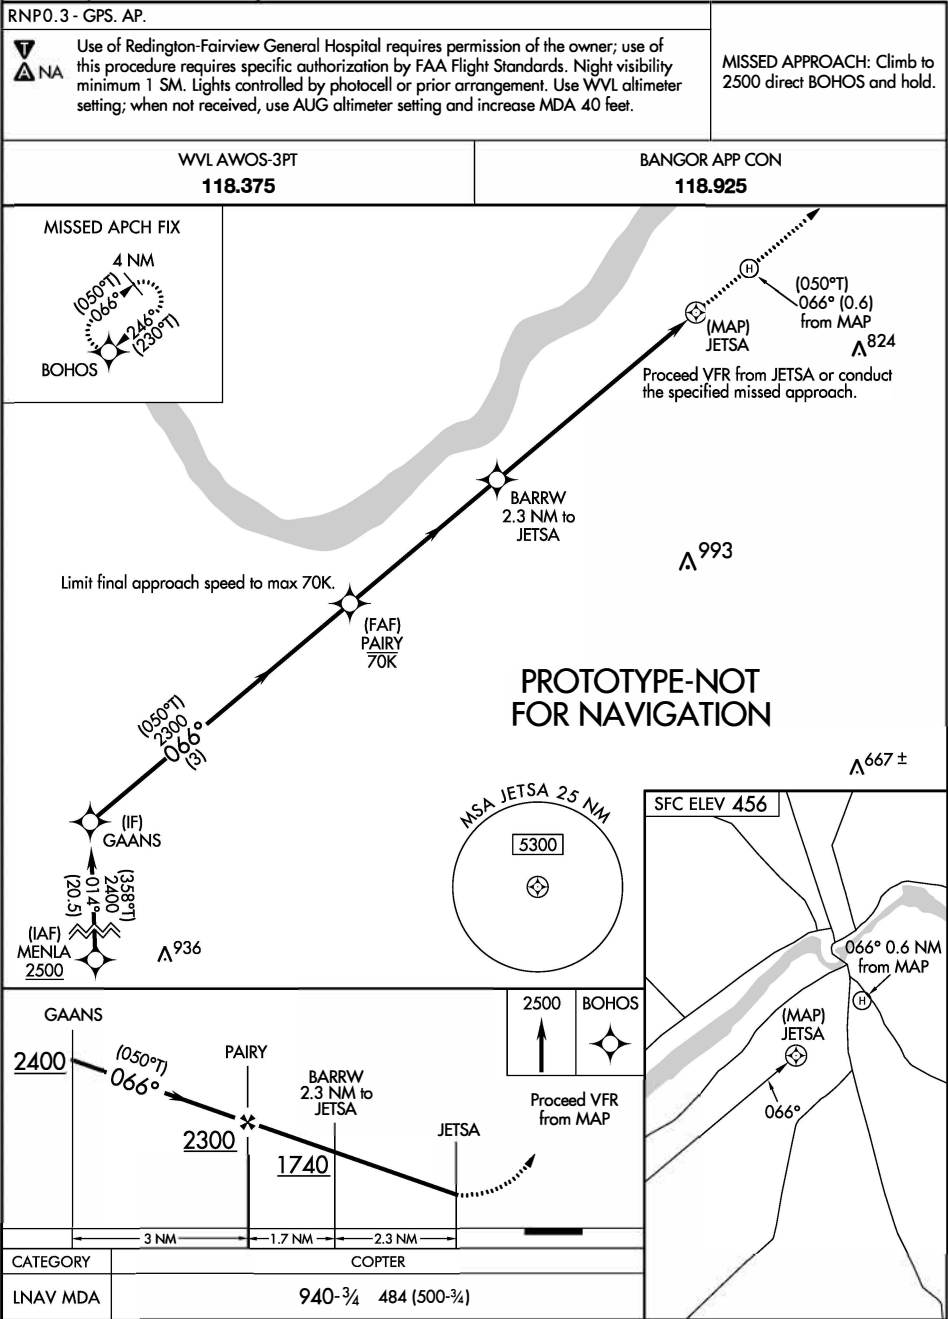 RNP0.3 - GPS. AP.
T
A NA
Use of Redington-Fairview General Hospital requires permission of the owner; use of
this procedure requires specific authorization by FAA Flight Standards. Night visibility
minimum 1 SM. Lights controlled by photocell or prior arrangement. Use WVL altimeter
setting; when not received, use AUG altimeter setting and increase MDA 40 feet.
MISSED APPROACH: Climb to
2500 direct BOHOS and hold.
WVL AWOS-3PT
118.375
BANGOR APP CON
118.925
MISSED APCH FIX
4 NM
(050°T)
066°
246°
(230°T)
BOHOS
H
(050°T)
066° (0.6)
from MAP
(MAP)
JETSA
824
Proceed VFR from JETSA or conduct
the specified missed approach.
BARRW
2.3 NM to
JETSA
993
Limit final approach speed to max 70K.
(FAF)
PAIRY
70K
PROTOTYPE-NOT
FOR NAVIGATION
(050°T)
2300
066°
(3)
667 ±
(IF)
GAANS
(358°T)
2400
014°
(20.5)
(IAF)
MENLA
2500
936
MSA JETSA 25 NM
5300
SFC ELEV 456
066° 0.6 NM
from MAP
H
(MAP)
JETSA
066°
GAANS
2400
(050°T)
066°
PAIRY
2300
BARRW
2.3 NM to
JETSA
1740
JETSA
2500
BOHOS
Proceed VFR
from MAP
3 NM
1.7 NM
2.3 NM
CATEGORY
COPTER
LNAV MDA
940-¾ 484 (500-¾)